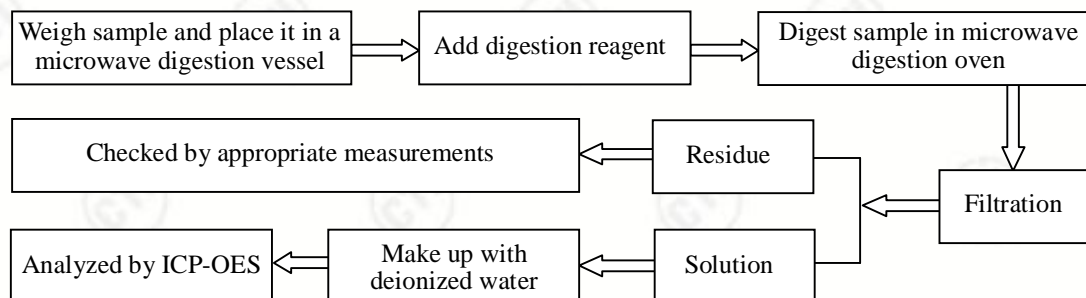 Weigh sample and place it in a
microwave digestion vessel
Add digestion reagent
Digest sample in microwave
digestion oven
Checked by appropriate measurements
Residue
Filtration
Analyzed by ICP-OES
Make up with
deionized water
Solution